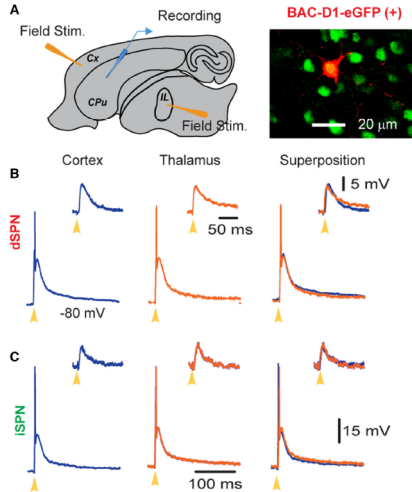 A
Recording
Field Stim.
Cx
CPu
IL
Field Stim.
BAC-D1-eGFP (+)
20 μm
Cortex
Thalamus
Superposition
B
dSPN
5 mV
50 ms
-80 mV
C
iSPN
15 mV
100 ms